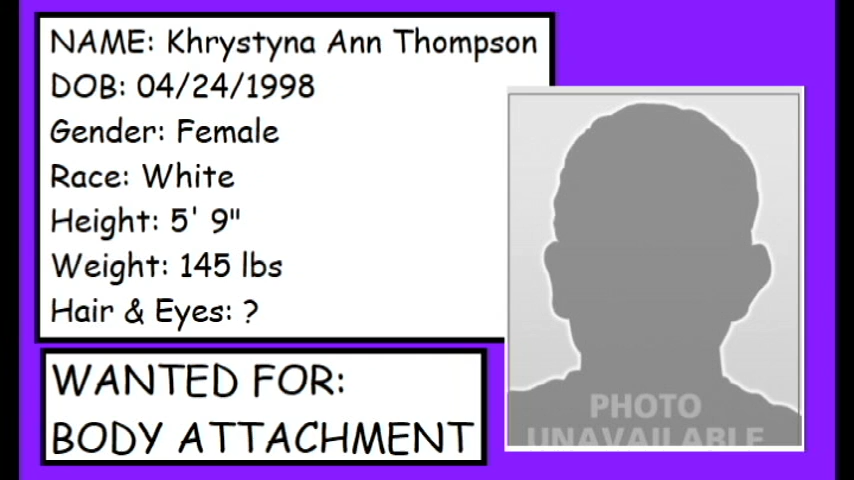 NAME: Khrystyna Ann Thompson
DOB: 04/24/1998
Gender: Female
Race: White
Height: 5' 9"
Weight: 145 lbs
Hair & Eyes: ?
WANTED FOR:
BODY ATTACHMENT
PHOTO
UNAVAILABLE